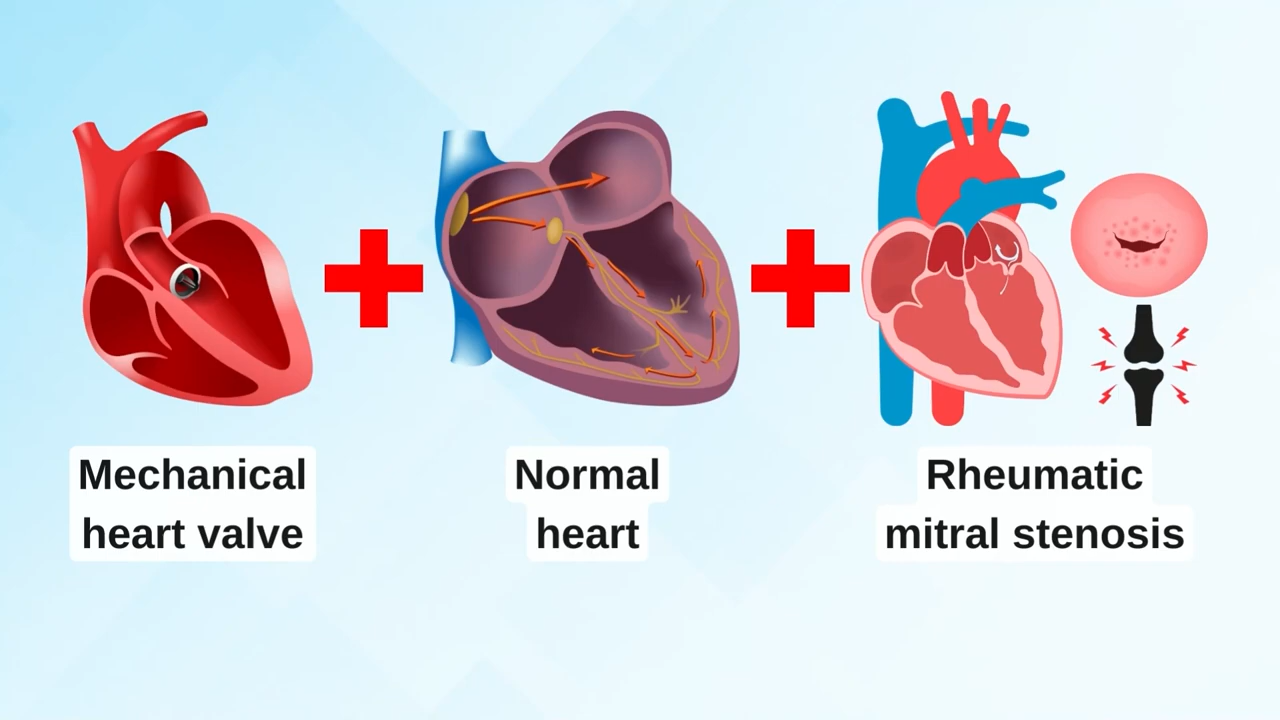 Mechanical
heart valve
Normal
heart
Rheumatic
mitral stenosis